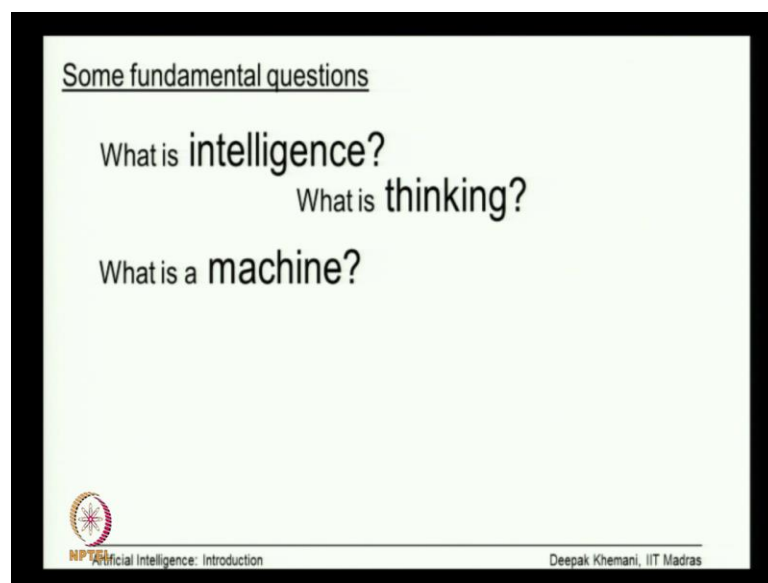 Some fundamental questions
What is intelligence?
What is thinking?
What is a machine?
NPTEL
Artificial Intelligence: Introduction
Deepak Khemani, IIT Madras